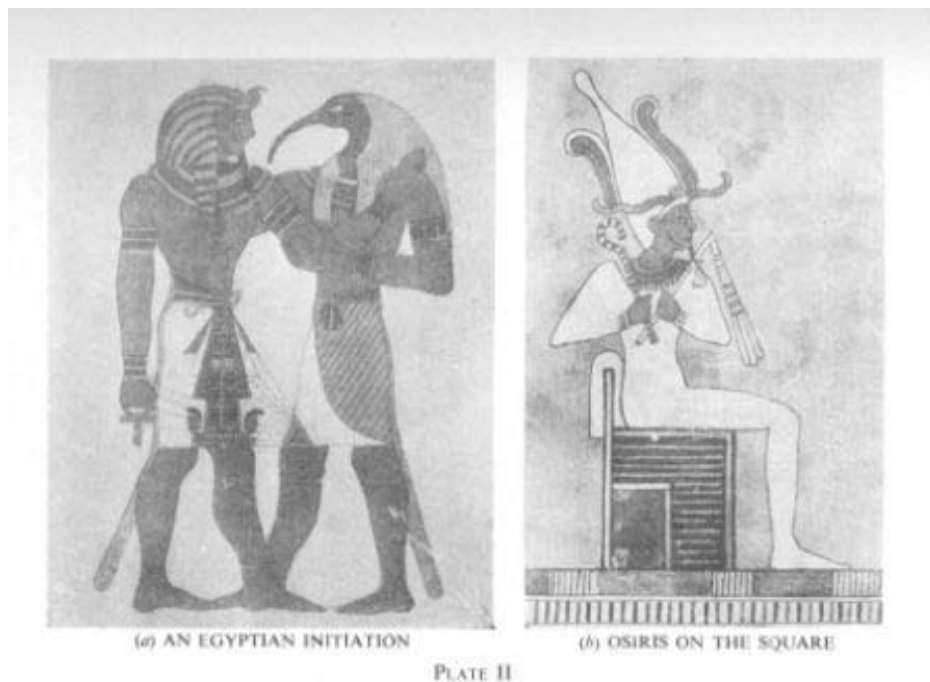 (a) AN EGYPTIAN INITIATION
(b) OSIRIS ON THE SQUARE
PLATE II